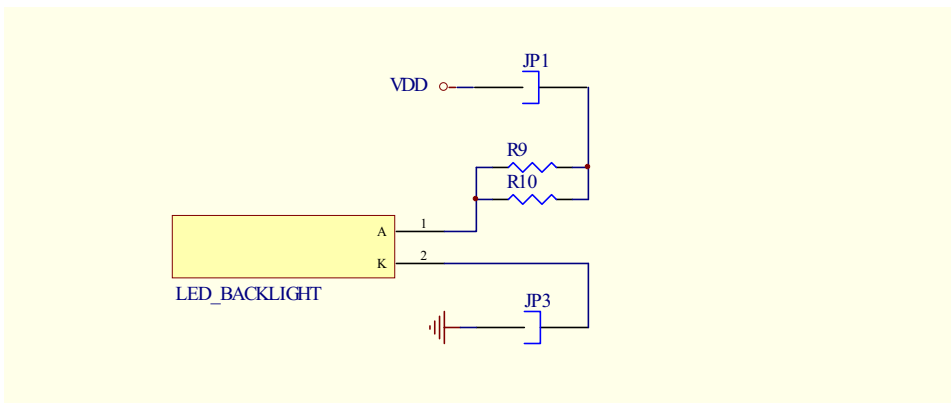 JP1
VDD
R9
R10
A 1
K 2
LED_BACKLIGHT
JP3